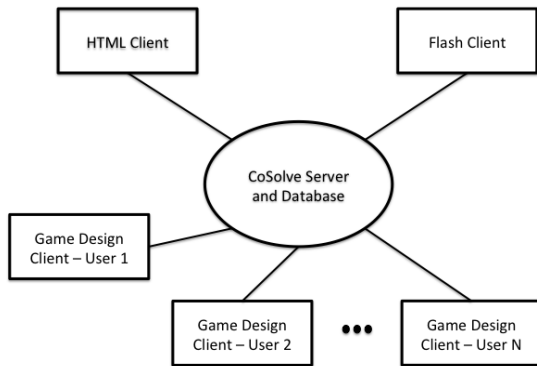 HTML Client
Flash Client
CoSolve Server
and Database
Game Design
Client – User 1
Game Design
Client – User 2
Game Design
Client – User N